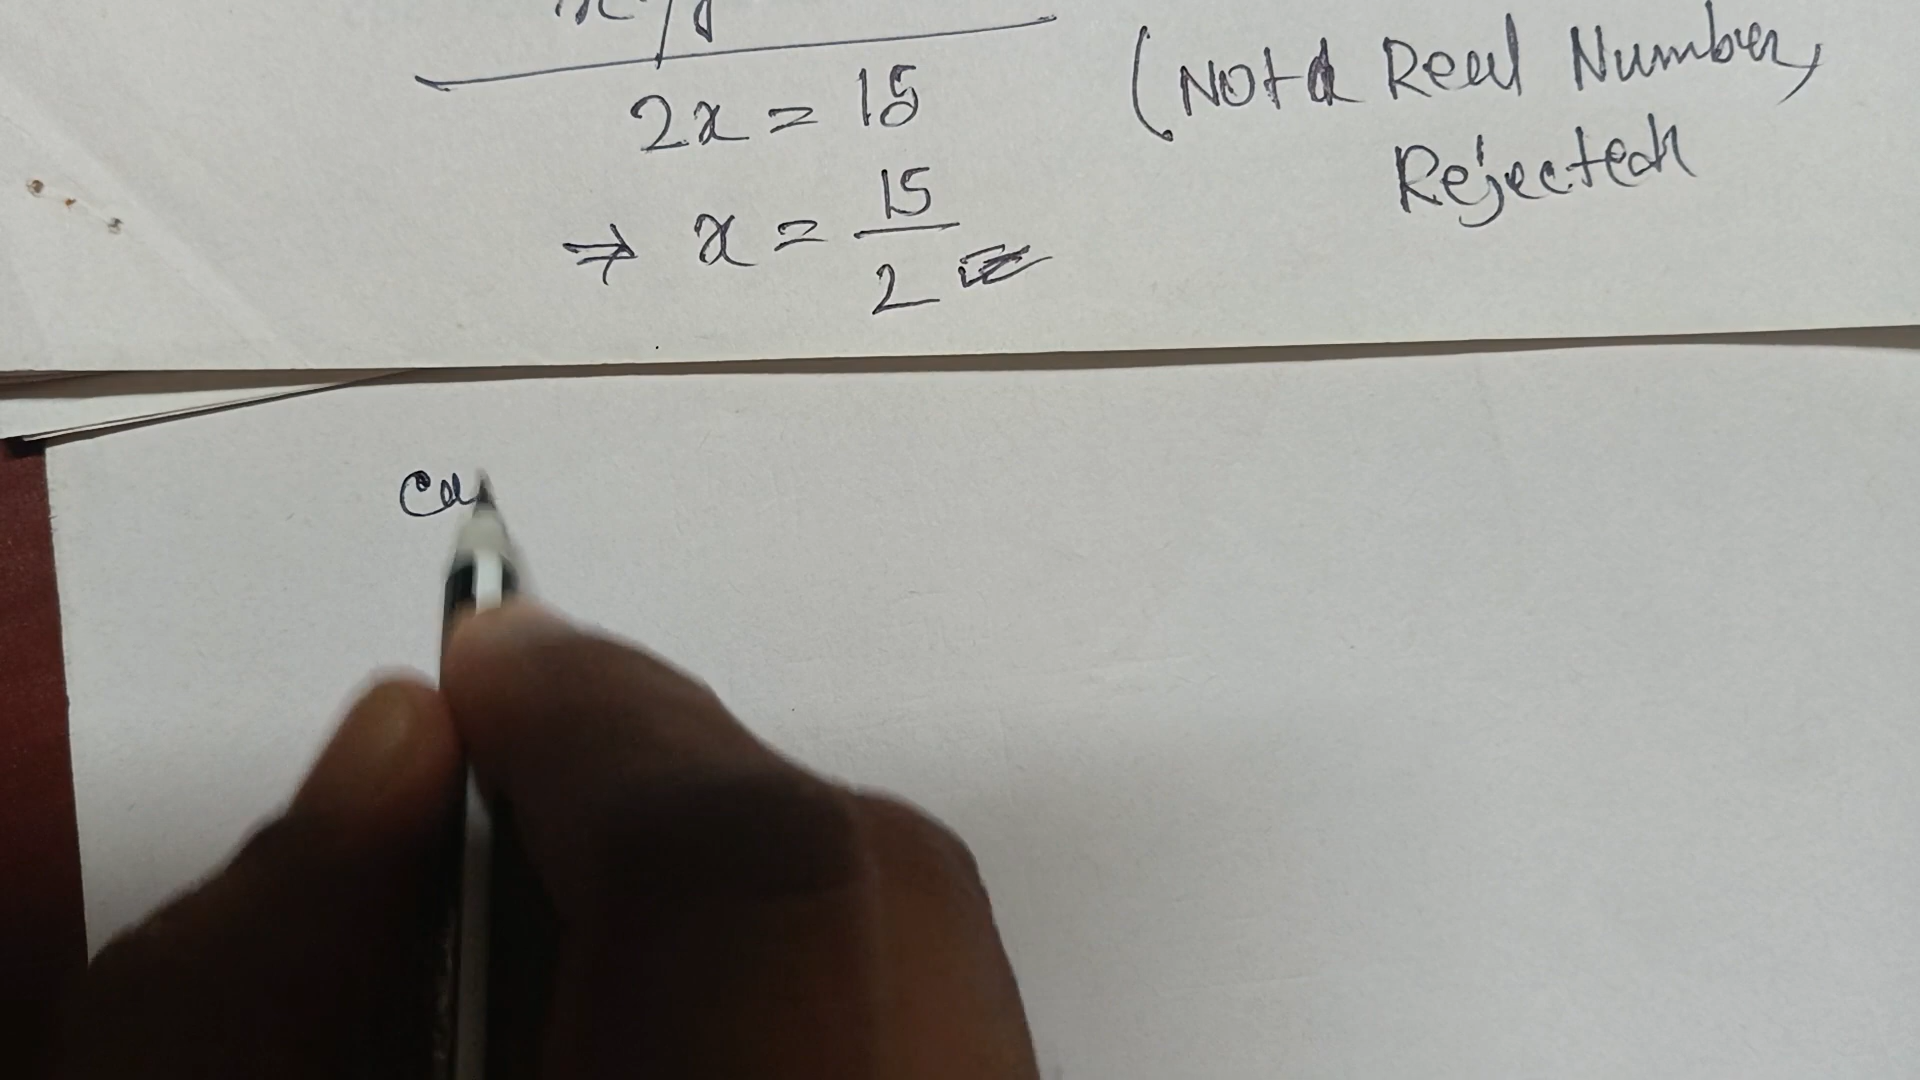 2x = 15
(Not a Real Number,
Rejected
⇒ x = 15/2